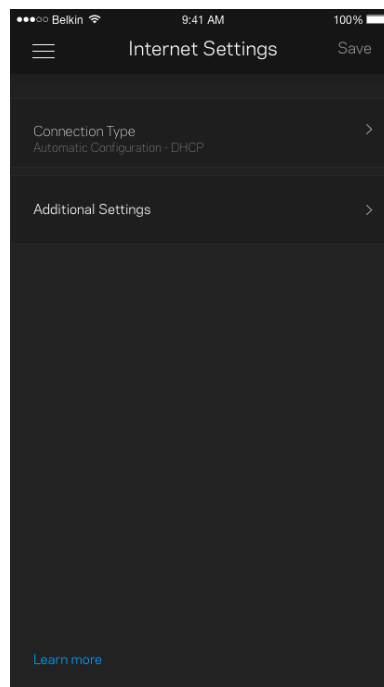 Belkin 9:41 AM 100%
Internet Settings Save
Connection Type
Automatic Configuration - DHCP
Additional Settings
Learn more